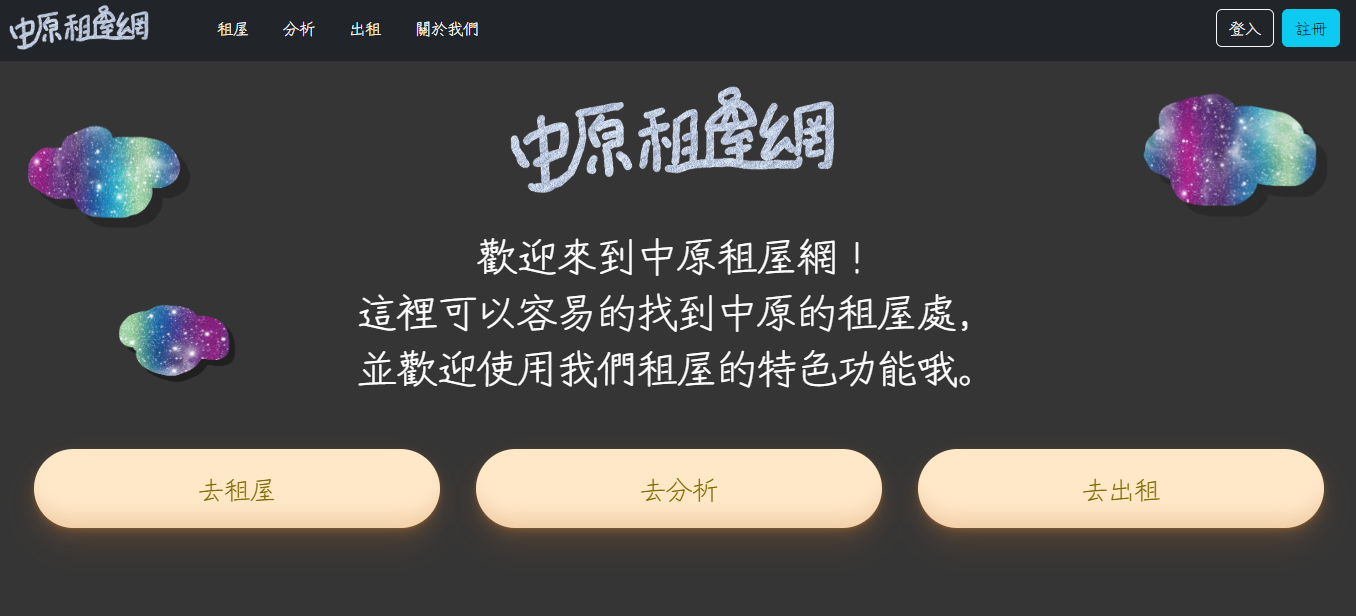 中原租屋網
租屋 分析 出租 關於我們 登入 註冊
中原租屋網
歡迎來到中原租屋網！
這裡可以容易的找到中原的租屋處，
並歡迎使用我們租屋的特色功能哦。
去租屋 去分析 去出租